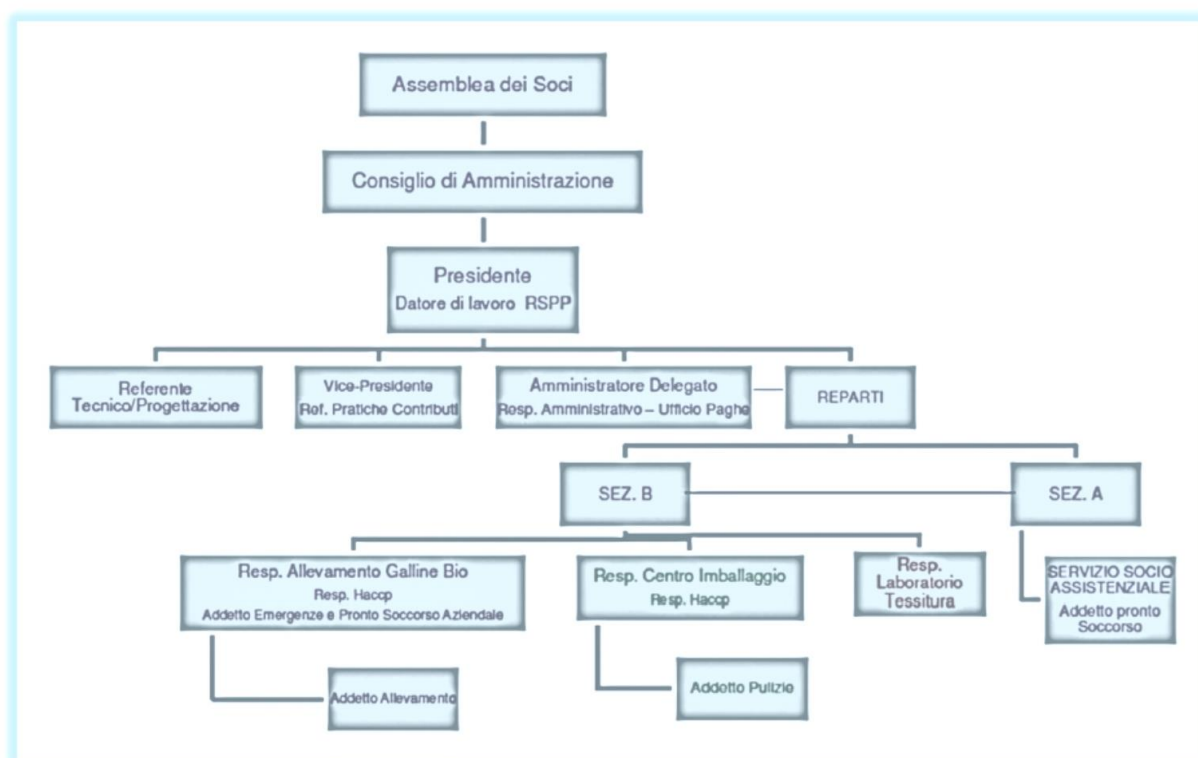 Assemblea dei Soci
Consiglio di Amministrazione
Presidente
Datore di lavoro RSPP
Referente
Tecnico/Progettazione
Vice-Presidente
Ref. Pratiche Contributi
Amministratore Delegato
Resp. Amministrativo – Ufficio Paghe
REPARTI
SEZ. B
SEZ. A
Resp. Allevamento Galline Bio
Resp. Haccp
Addetto Emergenze e Pronto Soccorso Aziendale
Resp. Centro Imballaggio
Resp. Haccp
Resp.
Laboratorio
Tessitura
SERVIZIO SOCIO
ASSISTENZIALE
Addetto pronto
Soccorso
Addetto Allevamento
Addetto Pulizie